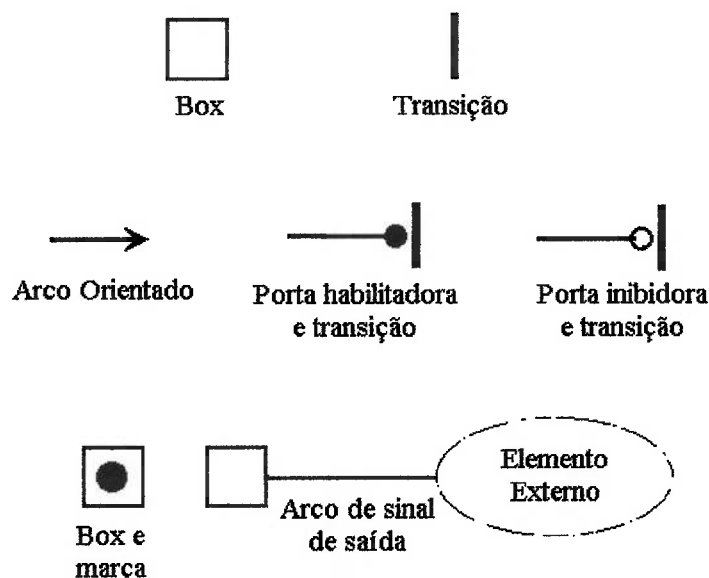 Box
Transição
Arco Orientado
Porta habilitadora
e transição
Porta inibidora
e transição
Box e
marca
Arco de sinal
de saída
Elemento
Externo